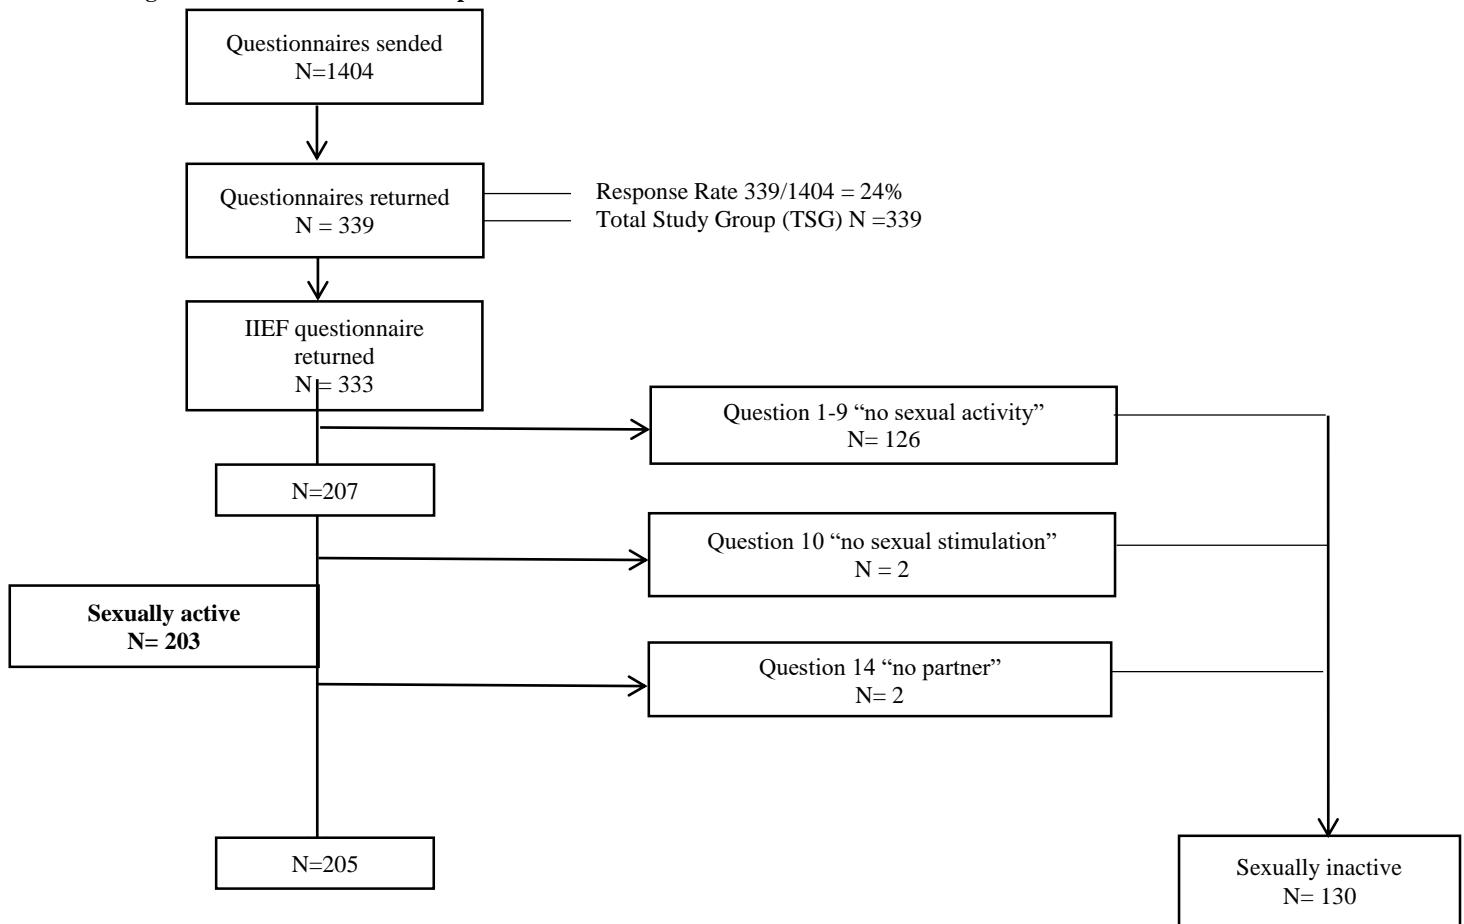 Questionnaires sended
N=1404
Questionnaires returned
N = 339
Response Rate 339/1404 = 24%
Total Study Group (TSG) N =339
IIEF questionnaire
returned
N = 333
Question 1-9 “no sexual activity”
N= 126
N=207
Question 10 “no sexual stimulation”
N = 2
Sexually active
N= 203
Question 14 “no partner”
N= 2
N=205
Sexually inactive
N= 130